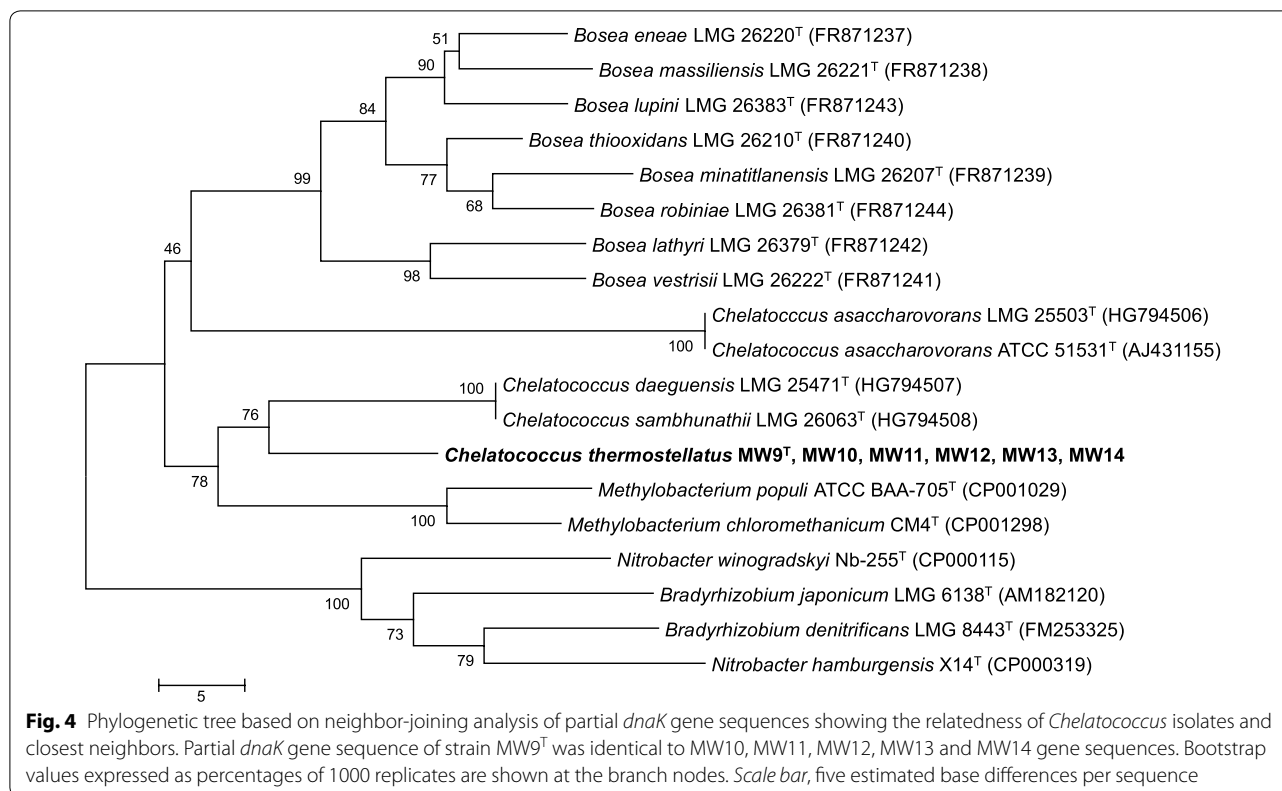 51
Bosea eneae LMG 26220ᵀ (FR871237)
90
Bosea massiliensis LMG 26221ᵀ (FR871238)
84
Bosea lupini LMG 26383ᵀ (FR871243)
Bosea thiooxidans LMG 26210ᵀ (FR871240)
99
77
Bosea minatitlanensis LMG 26207ᵀ (FR871239)
68
Bosea robiniae LMG 26381ᵀ (FR871244)
46
Bosea lathyri LMG 26379ᵀ (FR871242)
98
Bosea vestrisii LMG 26222ᵀ (FR871241)
Chelatocccus asaccharovorans LMG 25503ᵀ (HG794506)
100
Chelatococcus asaccharovorans ATCC 51531ᵀ (AJ431155)
100
Chelatococcus daeguensis LMG 25471ᵀ (HG794507)
76
Chelatococcus sambhunathii LMG 26063ᵀ (HG794508)
Chelatococcus thermostellatus MW9ᵀ, MW10, MW11, MW12, MW13, MW14
78
Methylobacterium populi ATCC BAA-705ᵀ (CP001029)
100
Methylobacterium chloromethanicum CM4ᵀ (CP001298)
Nitrobacter winogradskyi Nb-255ᵀ (CP000115)
100
Bradyrhizobium japonicum LMG 6138ᵀ (AM182120)
73
Bradyrhizobium denitrificans LMG 8443ᵀ (FM253325)
79
Nitrobacter hamburgensis X14ᵀ (CP000319)
5
Fig. 4 Phylogenetic tree based on neighbor-joining analysis of partial dnaK gene sequences showing the relatedness of Chelatococcus isolates and
closest neighbors. Partial dnaK gene sequence of strain MW9ᵀ was identical to MW10, MW11, MW12, MW13 and MW14 gene sequences. Bootstrap
values expressed as percentages of 1000 replicates are shown at the branch nodes. Scale bar, five estimated base differences per sequence